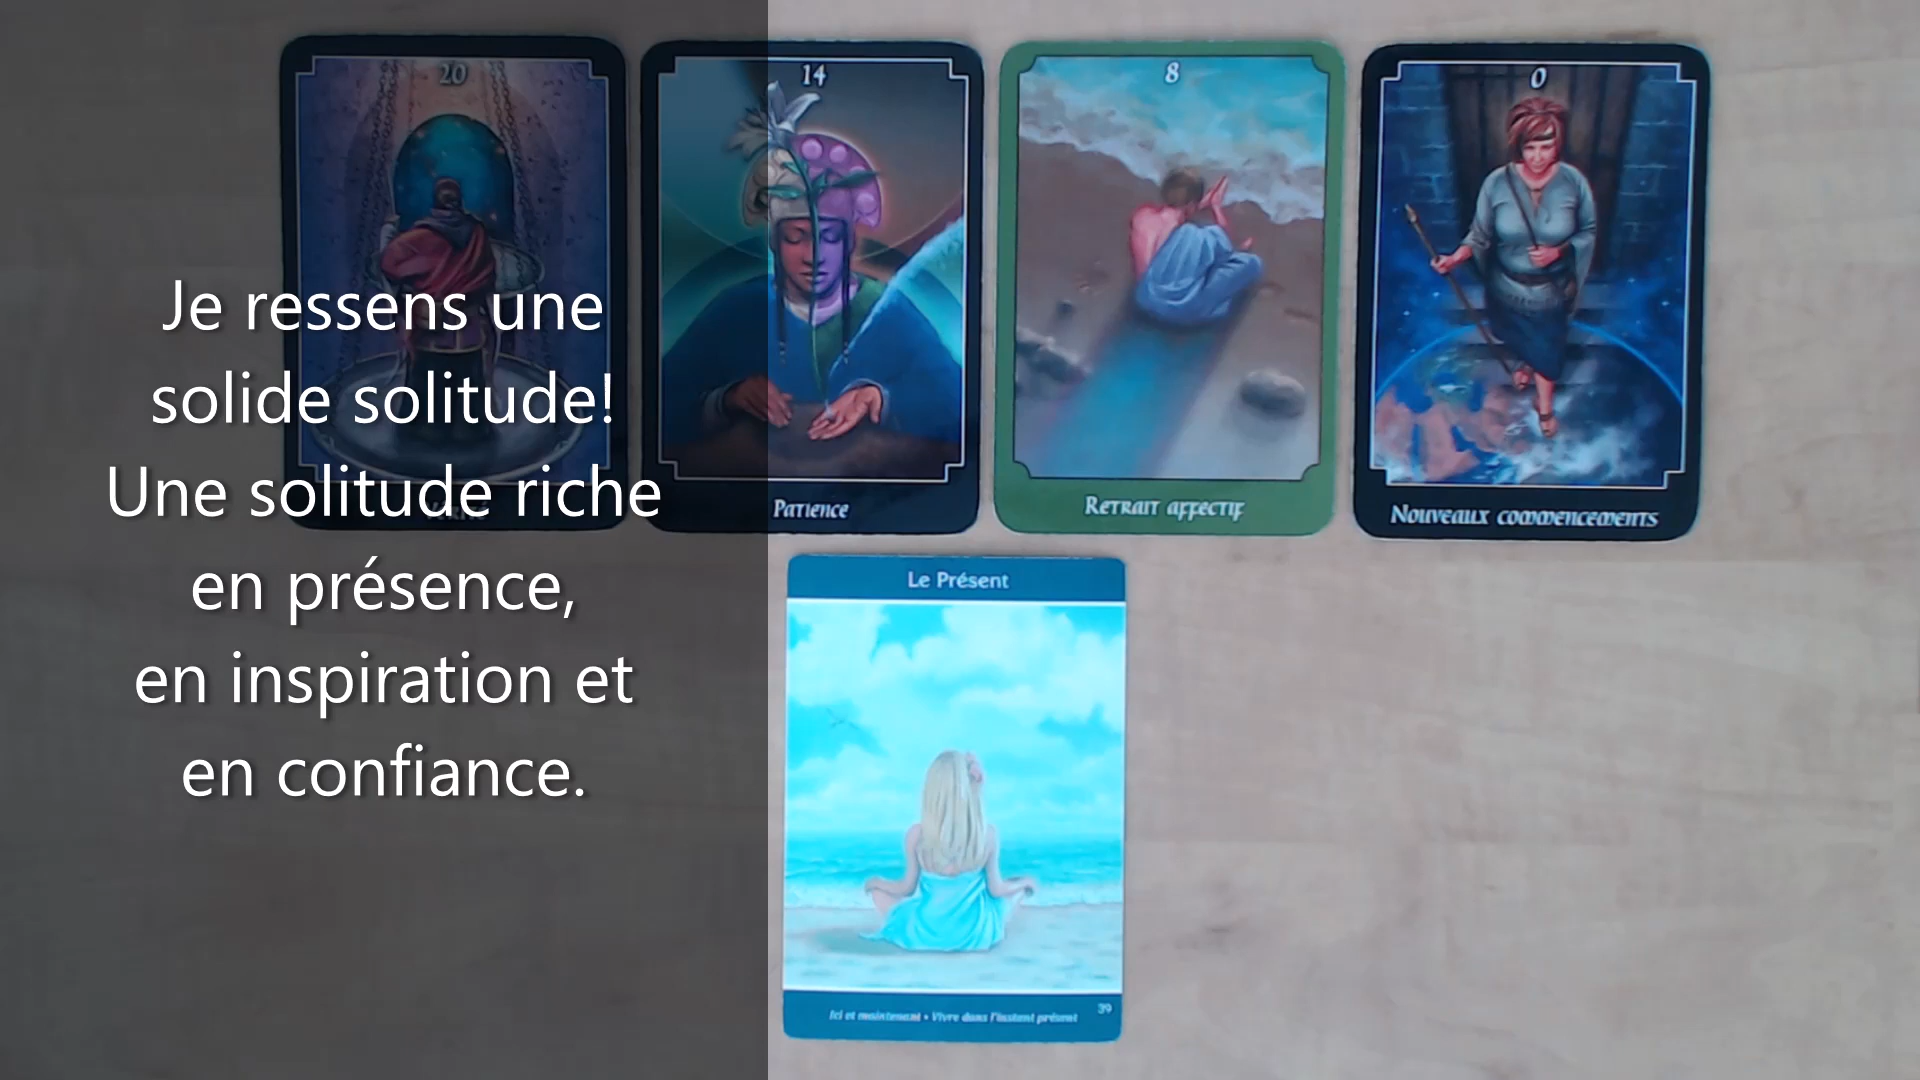 20
14
8
0
Je ressens une
solide solitude!
Une solitude riche
en présence,
en inspiration et
en confiance.
Vérité
Patience
Retrait affectif
Nouveaux commencements
Le Présent
Ici et maintenant • Vivre dans l'instant présent
39